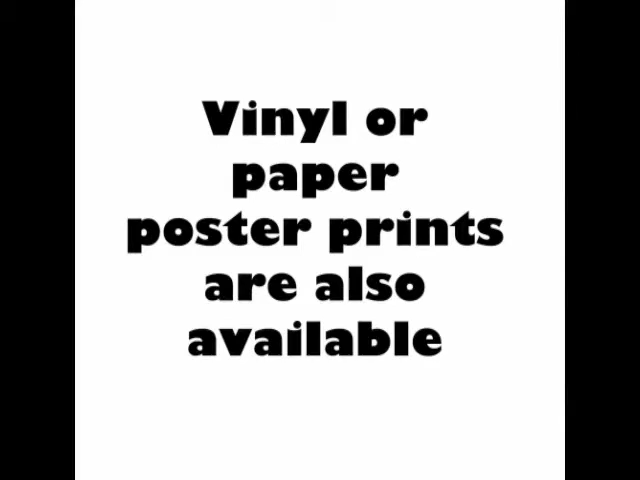 Vinyl or
paper
poster prints
are also
available